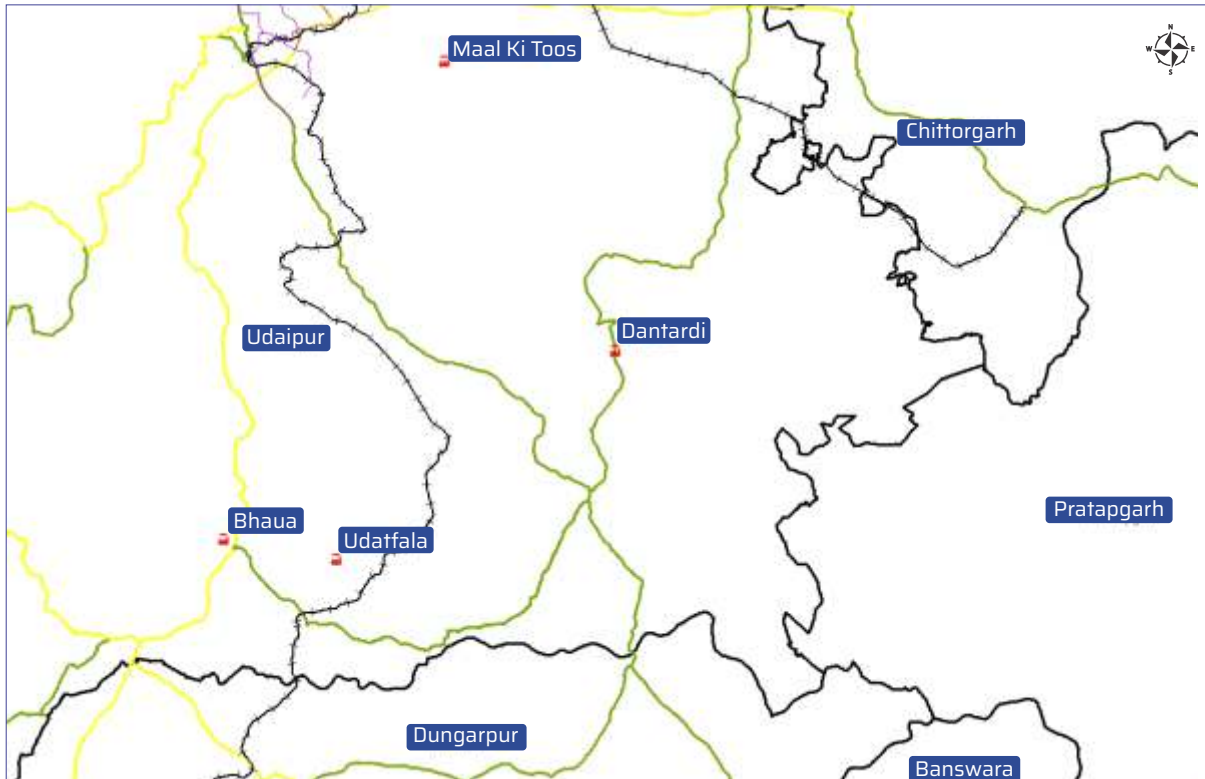 Maal Ki Toos
N
W E
S
Chittorgarh
Udaipur
Dantardi
Bhaua
Udatfala
Pratapgarh
Dungarpur
Banswara